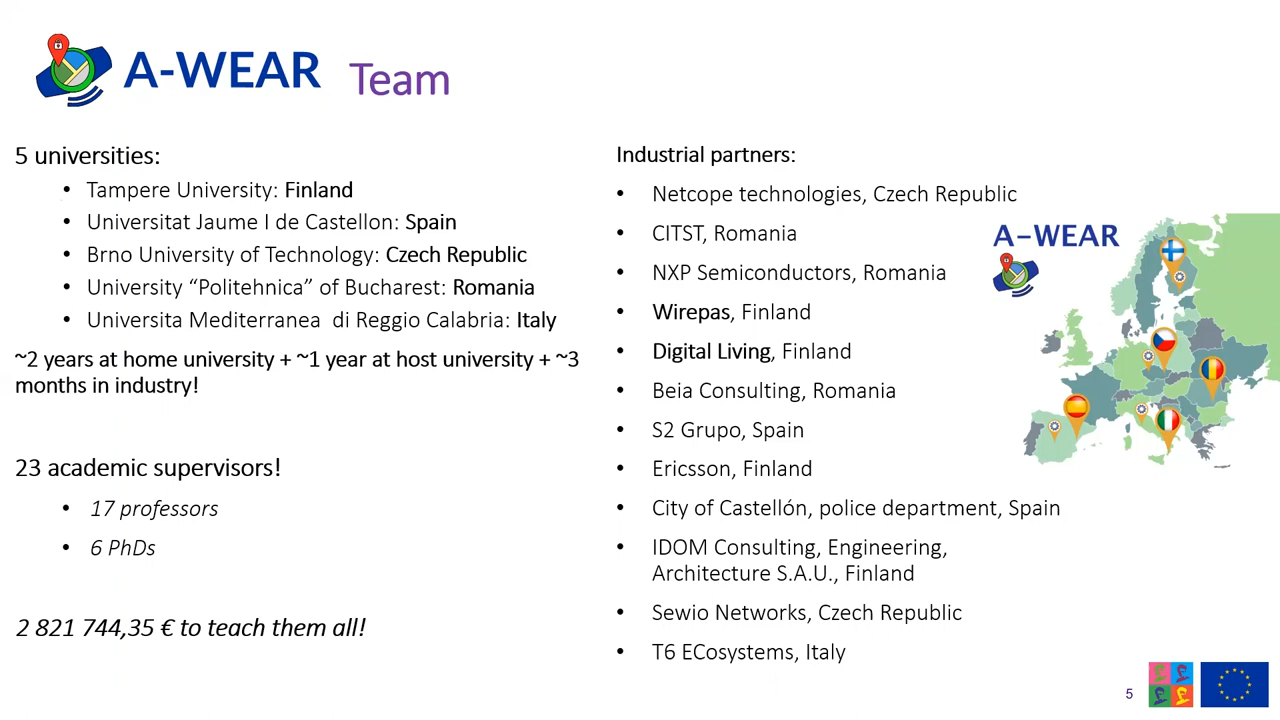 A-WEAR Team
5 universities:
• Tampere University: Finland
• Universitat Jaume I de Castellon: Spain
• Brno University of Technology: Czech Republic
• University “Politehnica” of Bucharest: Romania
• Universita Mediterranea di Reggio Calabria: Italy
~2 years at home university + ~1 year at host university + ~3
months in industry!
23 academic supervisors!
• 17 professors
• 6 PhDs
2 821 744,35 € to teach them all!
Industrial partners:
• Netcope technologies, Czech Republic
• CITST, Romania
• NXP Semiconductors, Romania
• Wirepas, Finland
• Digital Living, Finland
• Beia Consulting, Romania
• S2 Grupo, Spain
• Ericsson, Finland
• City of Castellón, police department, Spain
• IDOM Consulting, Engineering,
Architecture S.A.U., Finland
• Sewio Networks, Czech Republic
• T6 ECosystems, Italy
A-WEAR
5